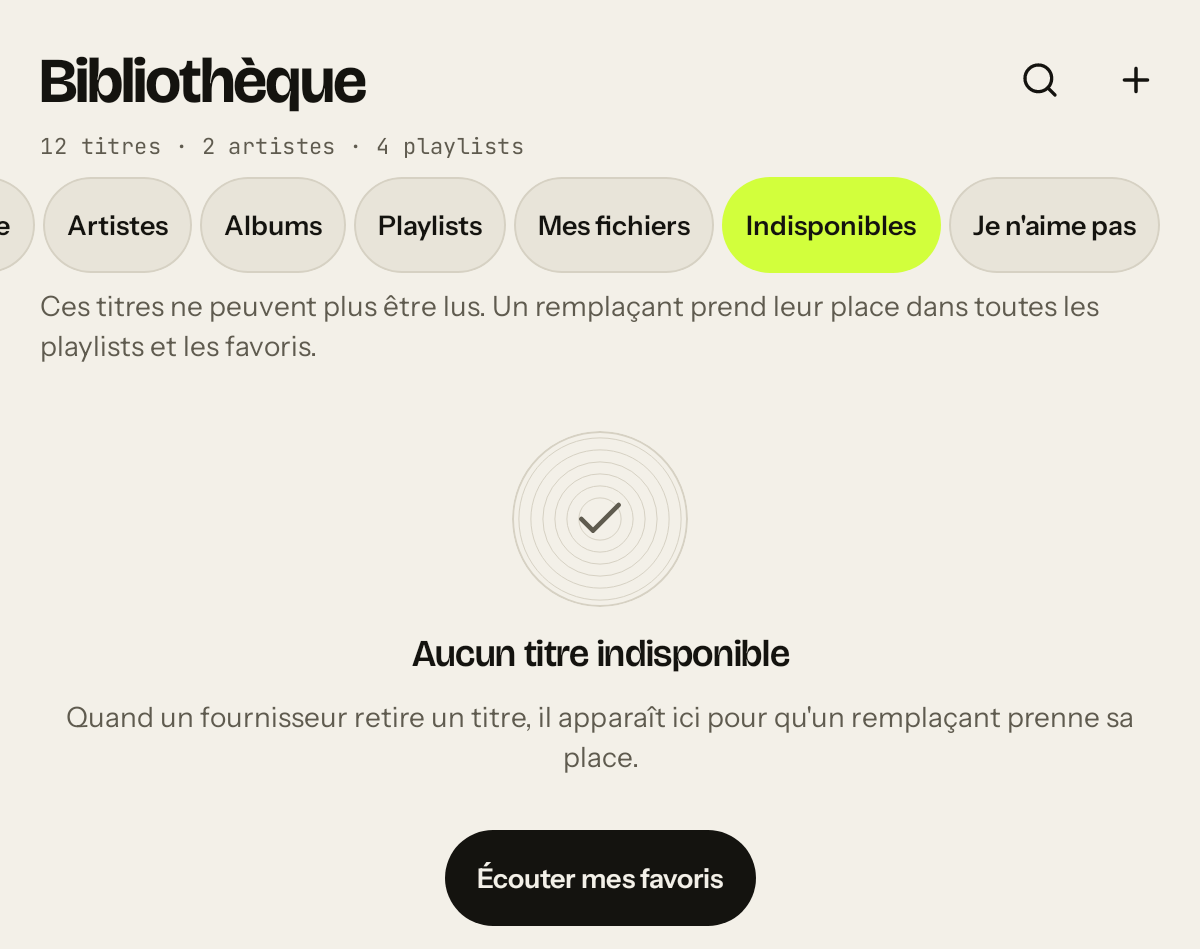 Bibliothèque
12 titres · 2 artistes · 4 playlists
e Artistes Albums Playlists Mes fichiers Indisponibles Je n'aime pas
Ces titres ne peuvent plus être lus. Un remplaçant prend leur place dans toutes les
playlists et les favoris.
Aucun titre indisponible
Quand un fournisseur retire un titre, il apparaît ici pour qu'un remplaçant prenne sa
place.
Écouter mes favoris